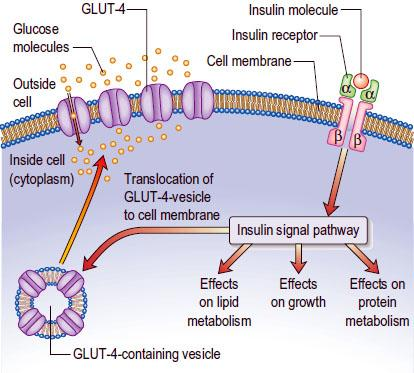 GLUT-4
Insulin molecule
Glucose
molecules
Insulin receptor
Cell membrane
α
α
Outside
cell
β
β
Inside cell
(cytoplasm)
Translocation of
GLUT-4-vesicle
to cell membrane
Insulin signal pathway
Effects
on lipid
metabolism
Effects
on growth
Effects on
protein
metabolism
GLUT-4-containing vesicle